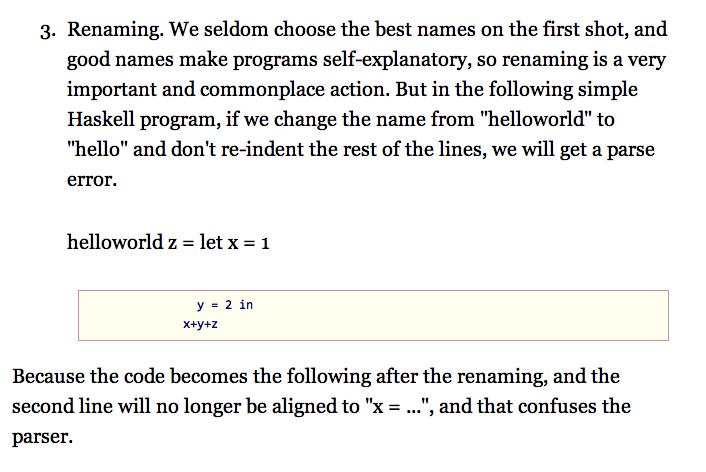 3. Renaming. We seldom choose the best names on the first shot, and
good names make programs self-explanatory, so renaming is a very
important and commonplace action. But in the following simple
Haskell program, if we change the name from "helloworld" to
"hello" and don't re-indent the rest of the lines, we will get a parse
error.
helloworld z = let x = 1
y = 2 in
x+y+z
Because the code becomes the following after the renaming, and the
second line will no longer be aligned to "x = ...", and that confuses the
parser.